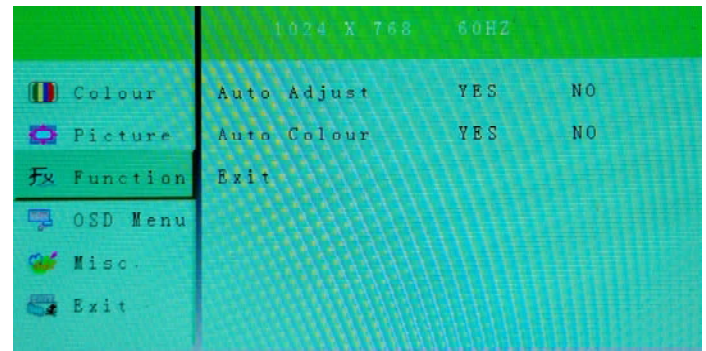 1024 X 768 60HZ
Colour
Picture
Fx Function
OSD Menu
Misc.
Exit
Auto Adjust YES NO
Auto Colour YES NO
Exit